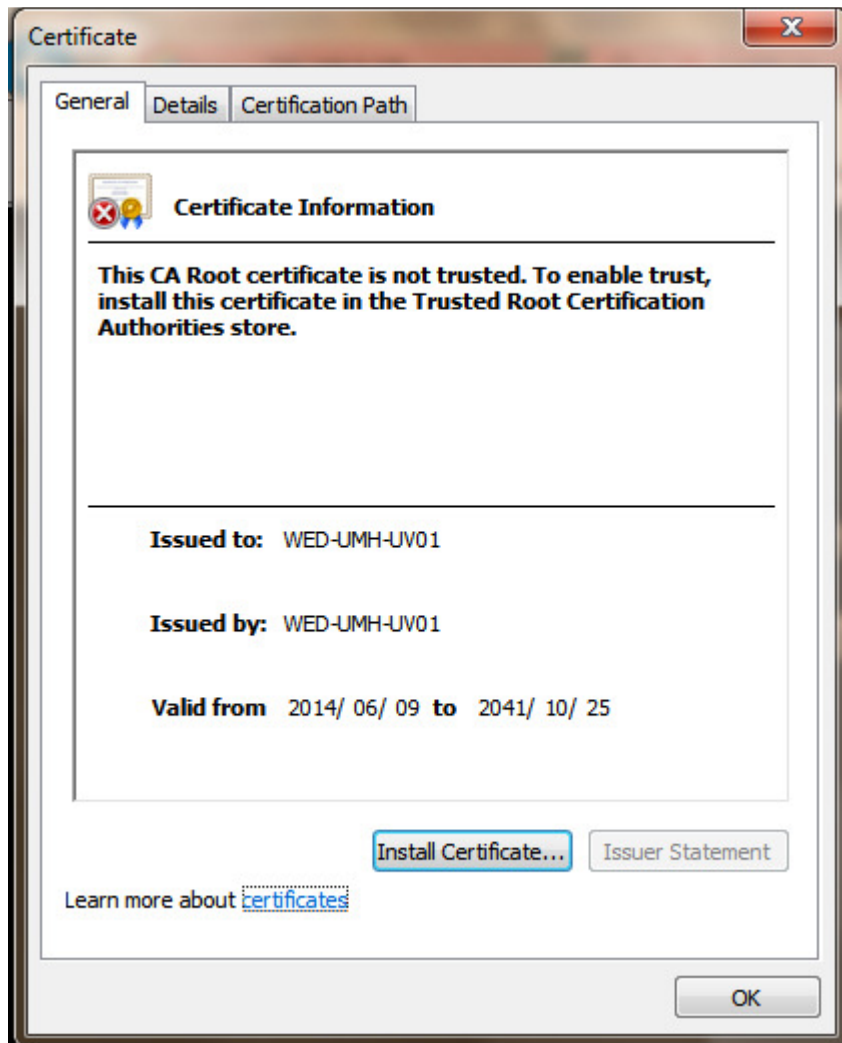 Certificate
General
Details
Certification Path
Certificate Information
This CA Root certificate is not trusted. To enable trust,
install this certificate in the Trusted Root Certification
Authorities store.
Issued to: WED-UMH-UV01
Issued by: WED-UMH-UV01
Valid from 2014/ 06/ 09 to 2041/ 10/ 25
Install Certificate...
Issuer Statement
Learn more about certificates
OK